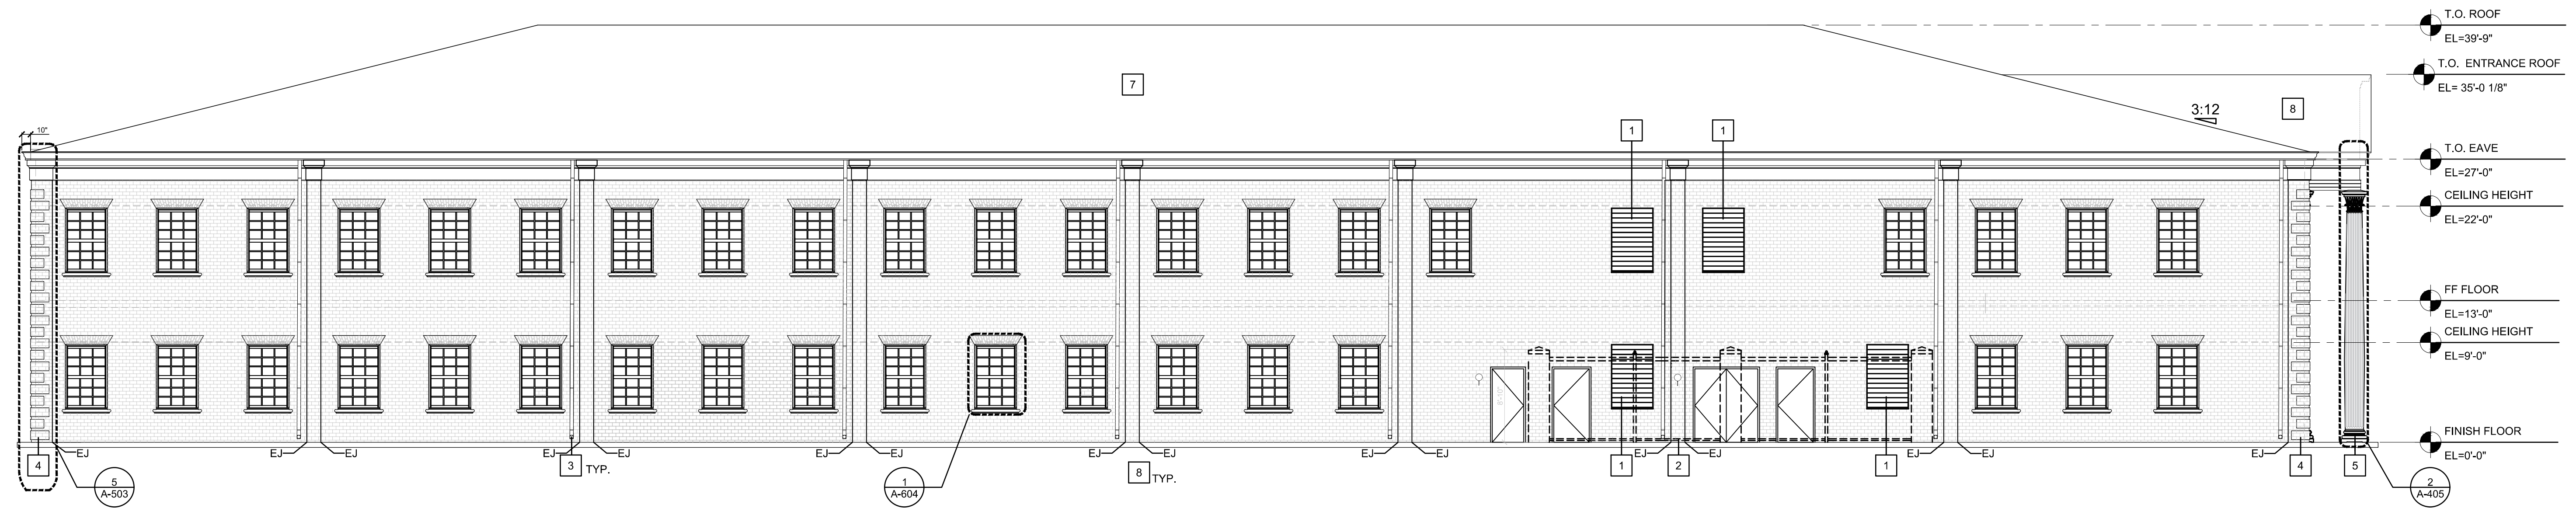 T.O. ROOF
EL=39'-9"
T.O. ENTRANCE ROOF
EL= 35'-0 1/8"
7
8
3:12
1
1
10"
T.O. EAVE
EL=27'-0"
CEILING HEIGHT
EL=22'-0"
FF FLOOR
EL=13'-0"
CEILING HEIGHT
EL=9'-0"
FINISH FLOOR
EL=0'-0"
EJ EJ EJ EJ EJ EJ EJ EJ EJ EJ EJ EJ EJ EJ EJ EJ
4
3 TYP.
8 TYP.
1
2
1
4
5
5
A-503
1
A-604
2
A-405